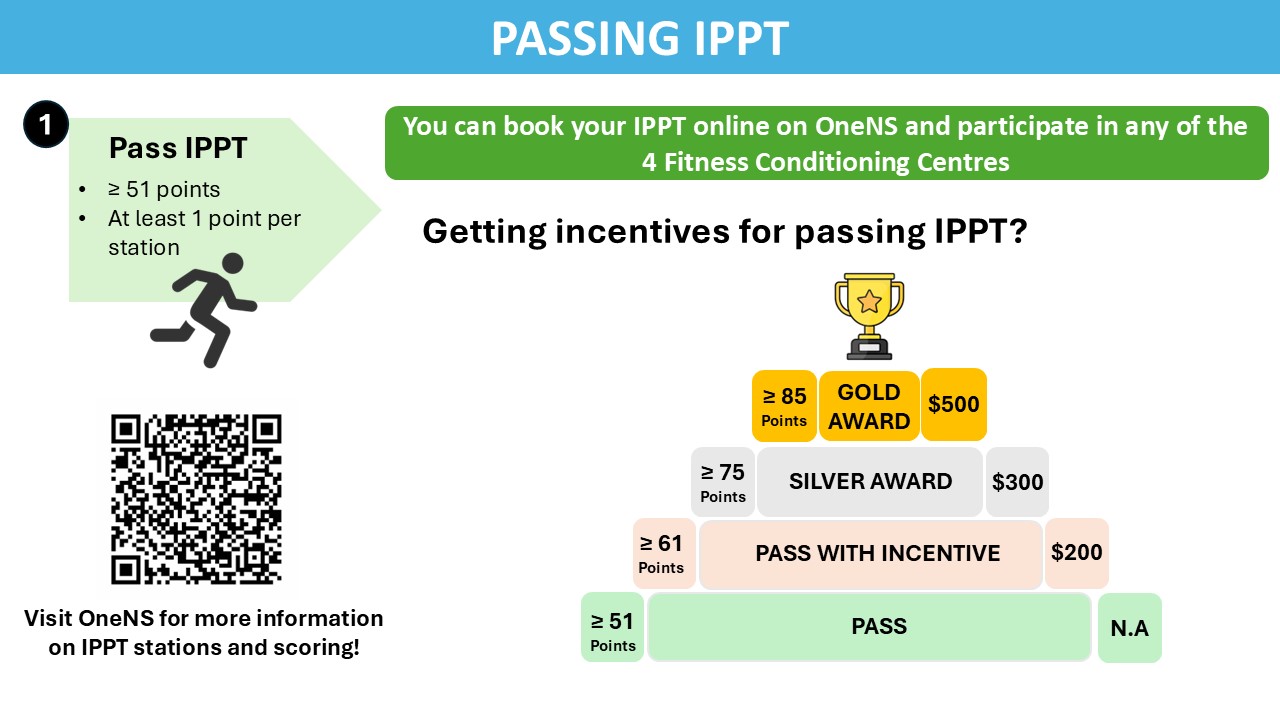 PASSING IPPT
1
Pass IPPT
• ≥ 51 points
• At least 1 point per
station
You can book your IPPT online on OneNS and participate in any of the
4 Fitness Conditioning Centres
Getting incentives for passing IPPT?
≥ 85
Points
GOLD
AWARD
$500
≥ 75
Points
SILVER AWARD
$300
≥ 61
Points
PASS WITH INCENTIVE
$200
≥ 51
Points
PASS
N.A
Visit OneNS for more information
on IPPT stations and scoring!